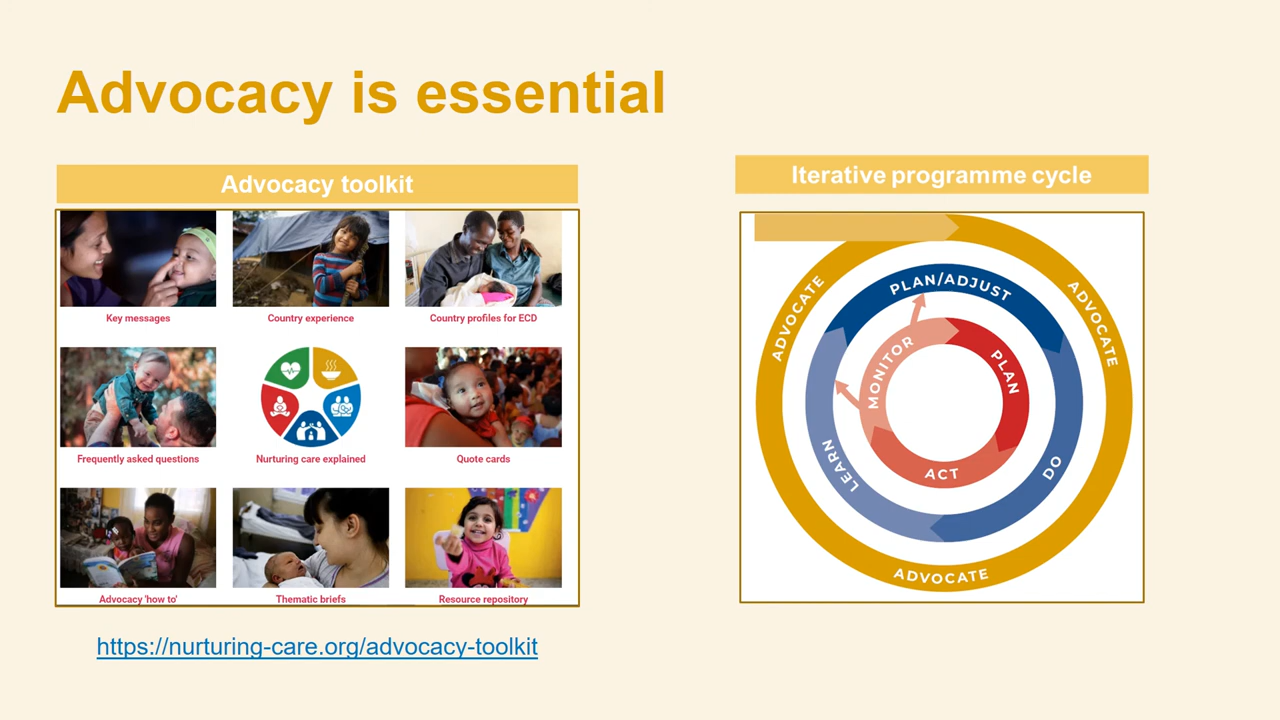 Advocacy is essential
Advocacy toolkit
Key messages
Country experience
Country profiles for ECD
Frequently asked questions
Nurturing care explained
Quote cards
Advocacy 'how to'
Thematic briefs
Resource repository
https://nurturing-care.org/advocacy-toolkit
Iterative programme cycle
ADVOCATE
ADVOCATE
ADVOCATE
PLAN/ADJUST
DO
LEARN
MONITOR
PLAN
ACT